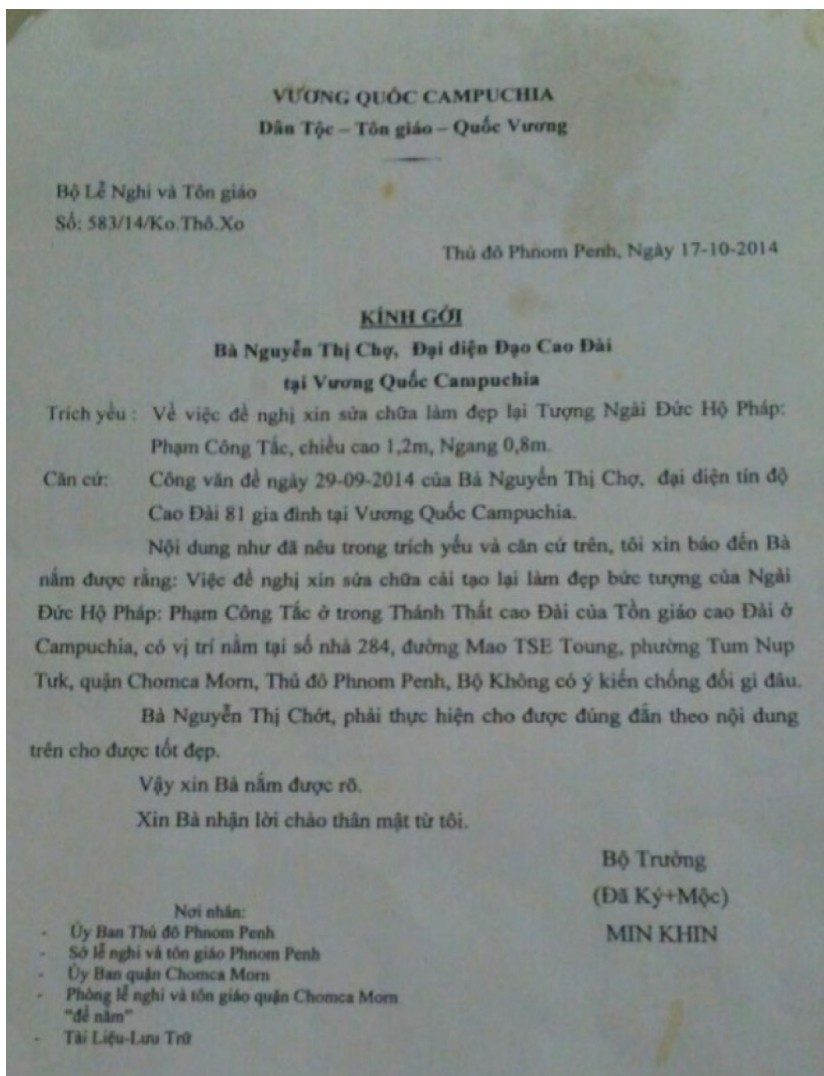 VƯƠNG QUỐC CAMPUCHIA
Dân Tộc – Tôn giáo – Quốc Vương
Bộ Lễ Nghi và Tôn giáo
Số: 583/14/Ko.Thô.Xo
Thủ đô Phnom Penh, Ngày 17-10-2014
KÍNH GỞI
Bà Nguyễn Thị Chợ, Đại diện Đạo Cao Đài
tại Vương Quốc Campuchia
Trích yếu : Về việc đề nghị xin sửa chữa làm đẹp lại Tượng Ngài Đức Hộ Pháp:
Phạm Công Tắc, chiều cao 1,2m, Ngang 0,8m.
Căn cứ: Công văn đề ngày 29-09-2014 của Bà Nguyễn Thị Chợ, đại diện tín độ
Cao Đài 81 gia đình tại Vương Quốc Campuchia.
Nội dung như đã nêu trong trích yếu và căn cứ trên, tôi xin báo đến Bà
nắm được rằng: Việc đề nghị xin sửa chữa cải tạo lại làm đẹp bức tượng của Ngài
Đức Hộ Pháp: Phạm Công Tắc ở trong Thánh Thất cao Đài của Tồn giáo cao Đài ở
Campuchia, có vị trí nằm tại số nhà 284, đường Mao TSE Toung, phường Tum Nup
Tưk, quận Chomca Morn, Thủ đô Phnom Penh, Bộ Không có ý kiến chống đối gì đâu.
Bà Nguyễn Thị Chớt, phải thực hiện cho được đúng đắn theo nội dung
trên cho được tốt đẹp.
Vậy xin Bà nắm được rõ.
Xin Bà nhận lời chào thân mật từ tôi.
Bộ Trưởng
(Đã Ký+Mộc)
MIN KHIN
Nơi nhân:
- Ủy Ban Thủ đô Phnom Penh
- Sở lễ nghi và tôn giáo Phnom Penh
- Ủy Ban quận Chomca Morn
- Phòng lễ nghi và tôn giáo quận Chomca Morn
"để nắm"
- Tài Liệu-Lưu Trữ